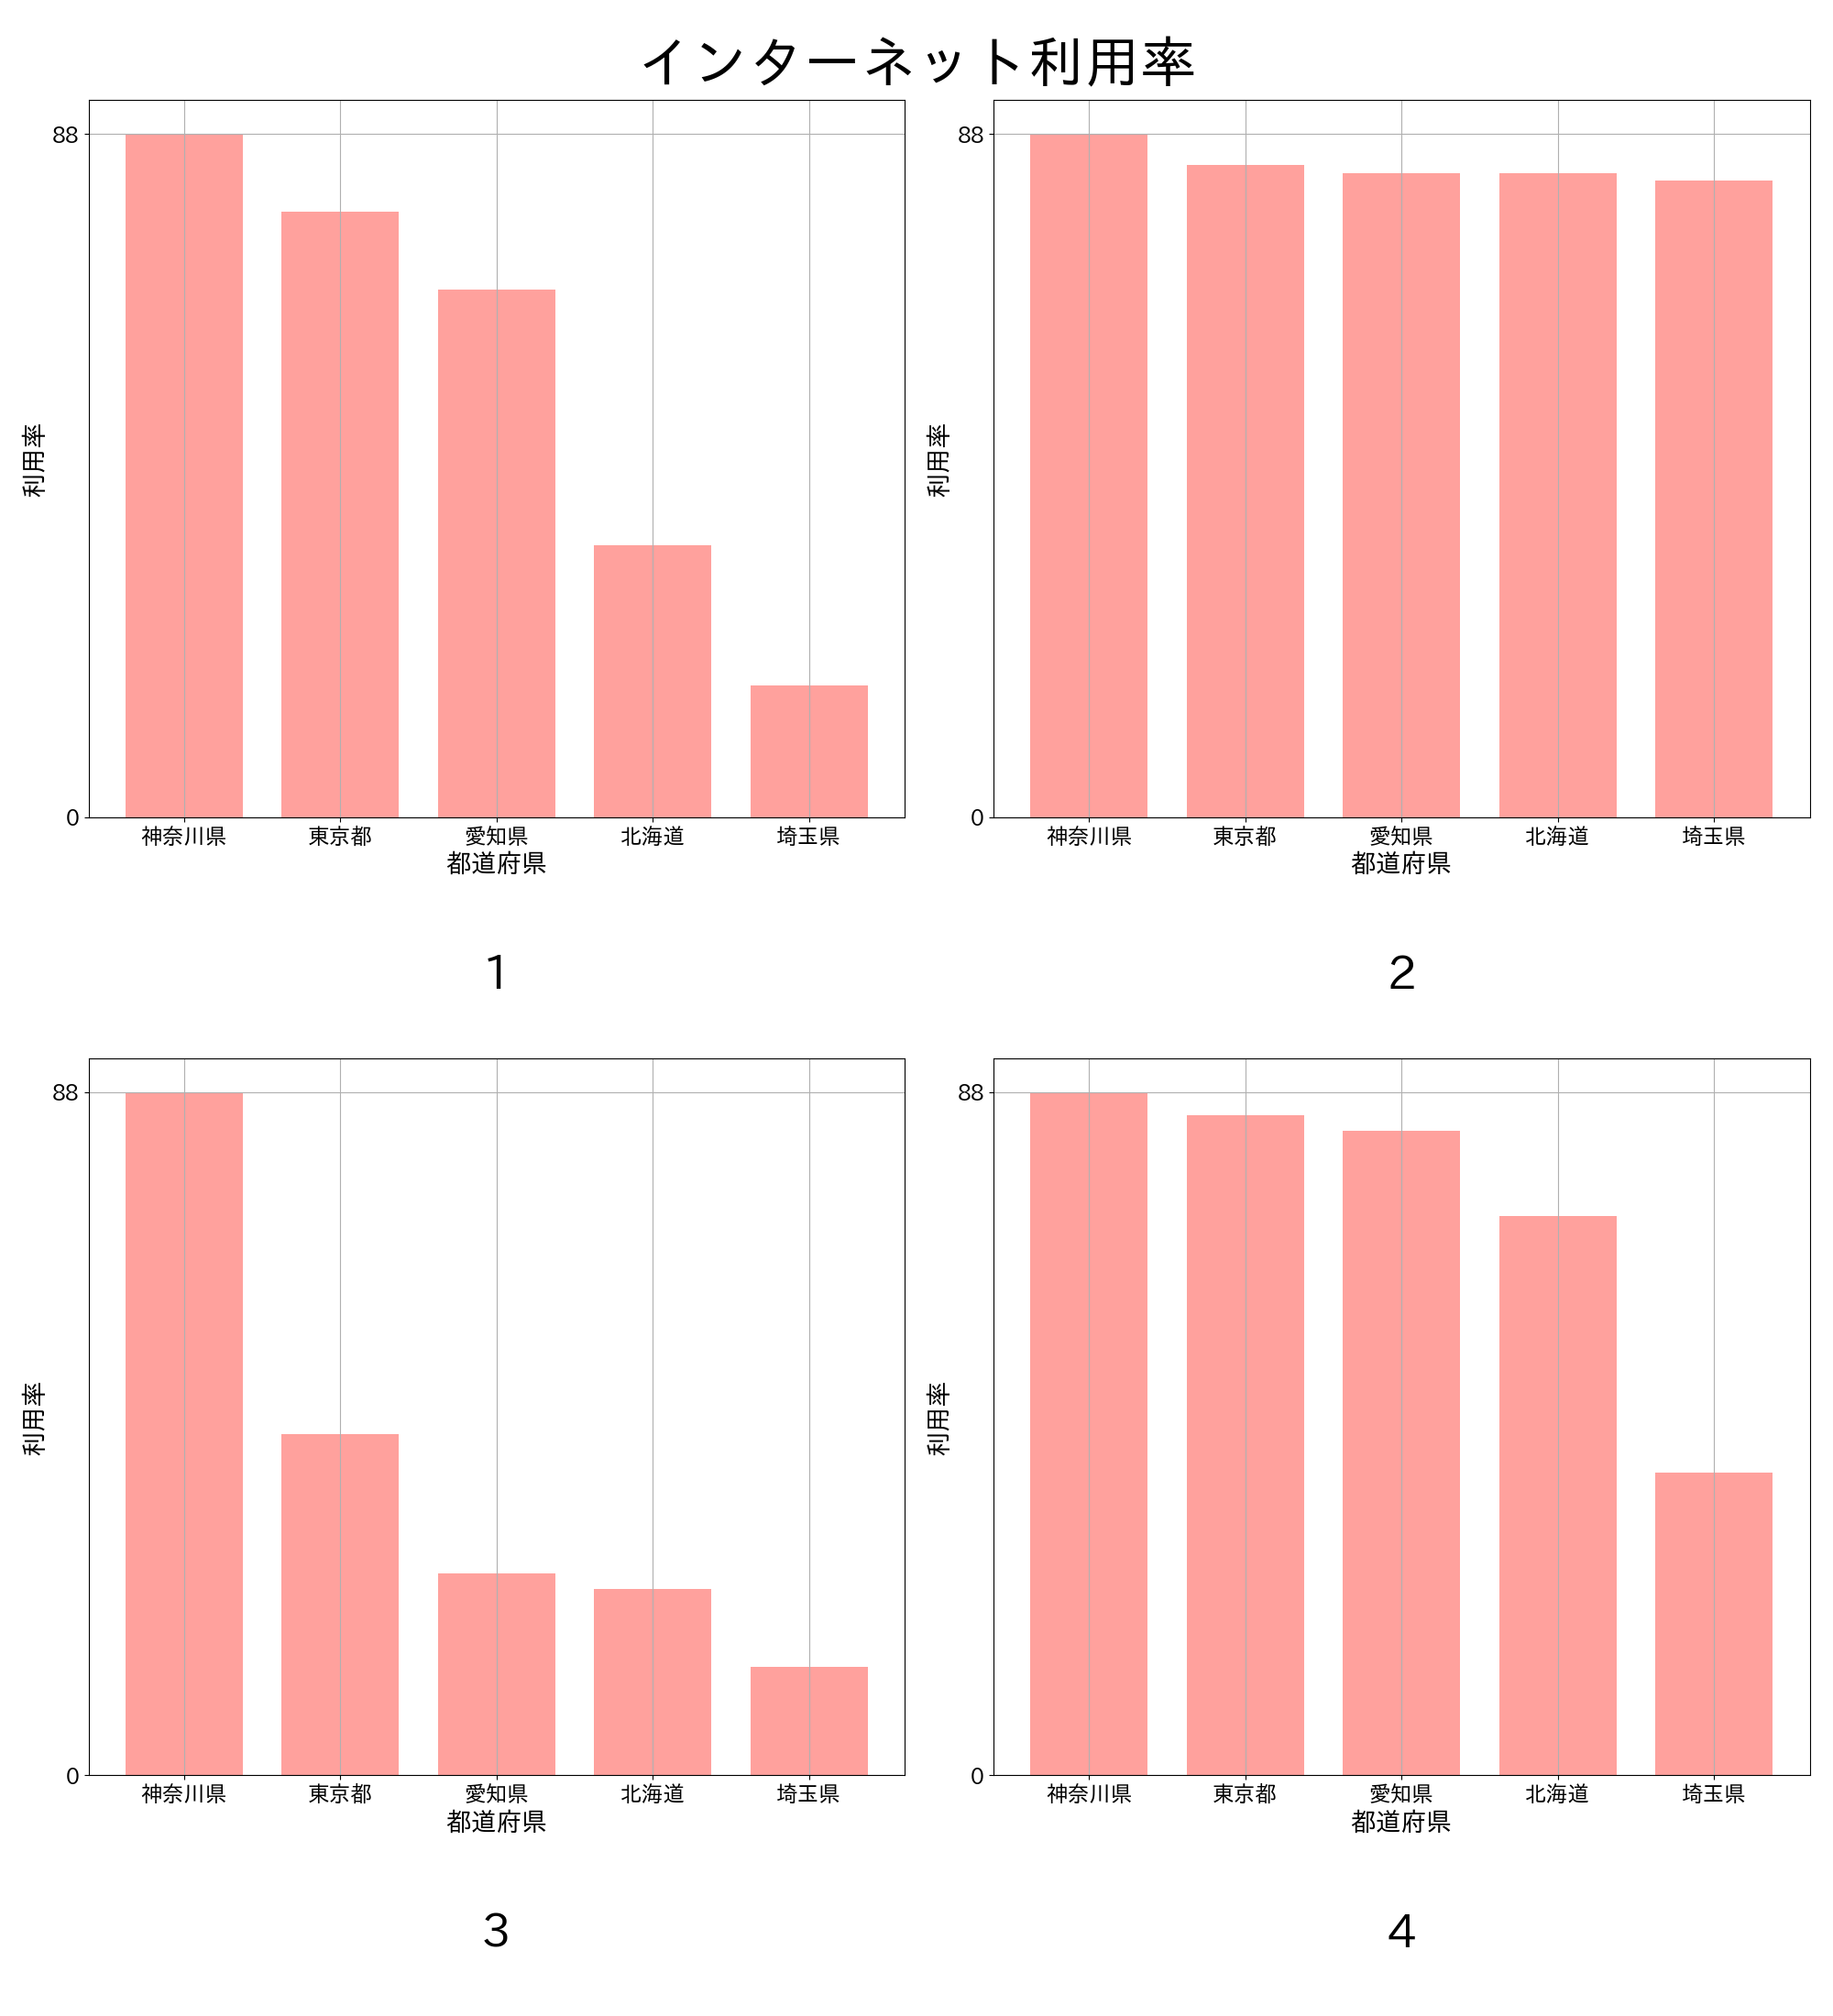 インターネット利用率
88
0
利用率
神奈川県 東京都 愛知県 北海道 埼玉県
都道府県
1
88
0
利用率
神奈川県 東京都 愛知県 北海道 埼玉県
都道府県
2
88
0
利用率
神奈川県 東京都 愛知県 北海道 埼玉県
都道府県
3
88
0
利用率
神奈川県 東京都 愛知県 北海道 埼玉県
都道府県
4